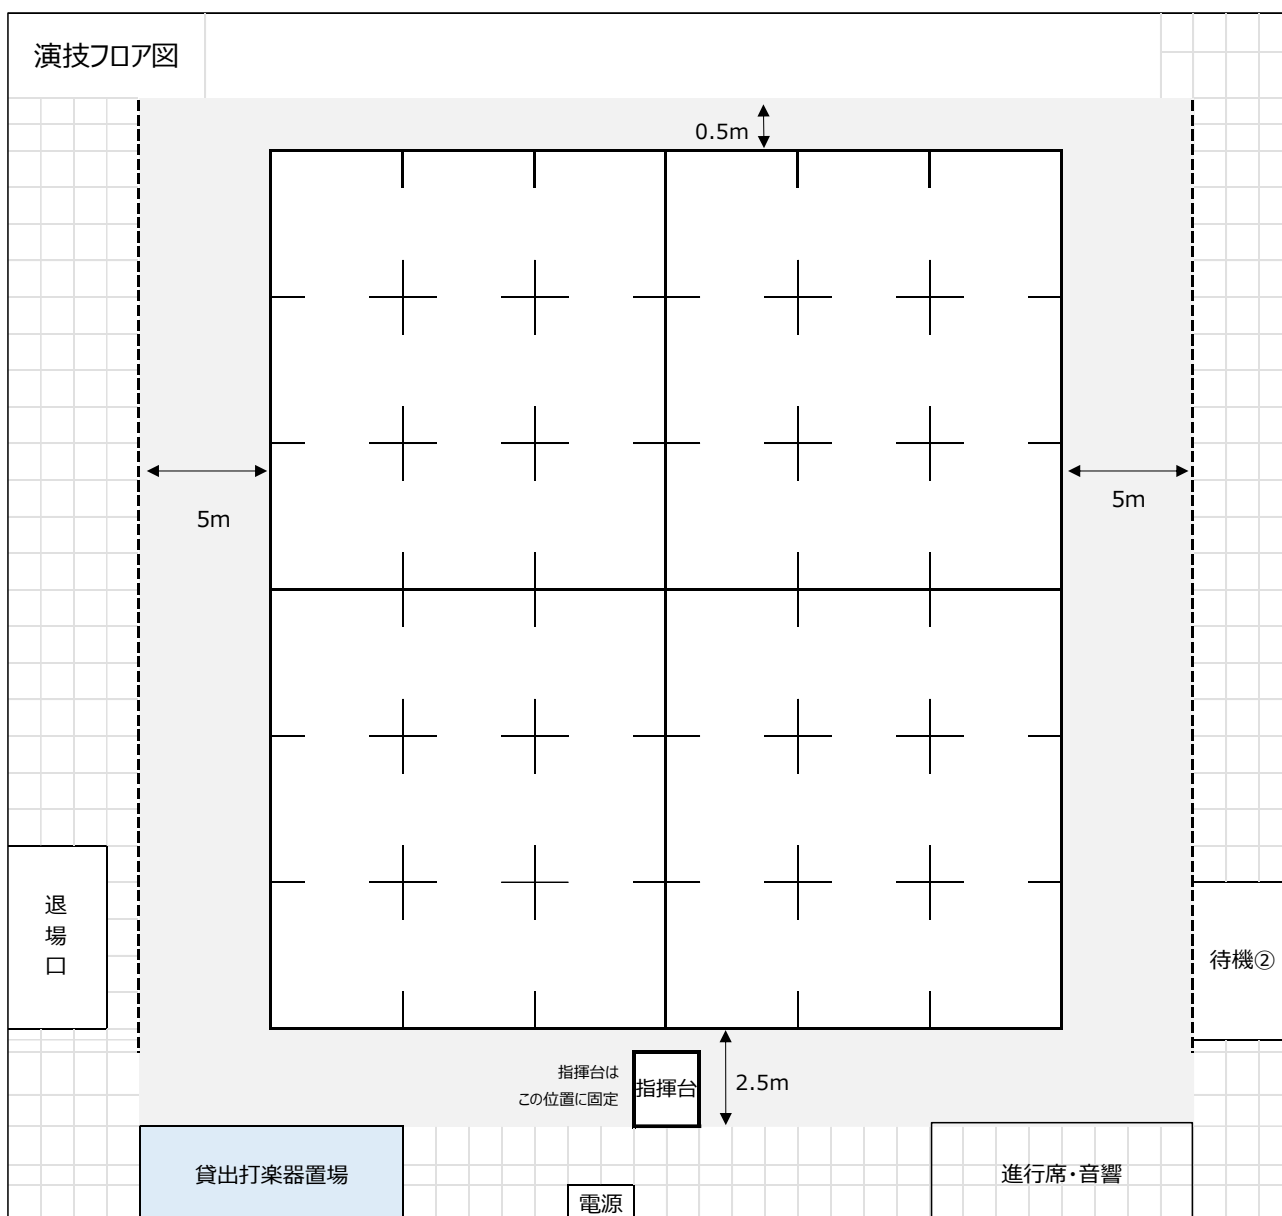 演技フロア図
0.5m
5m
5m
退場口
待機②
指揮台は
この位置に固定
指揮台
2.5m
貸出打楽器置場
進行席・音響
電源